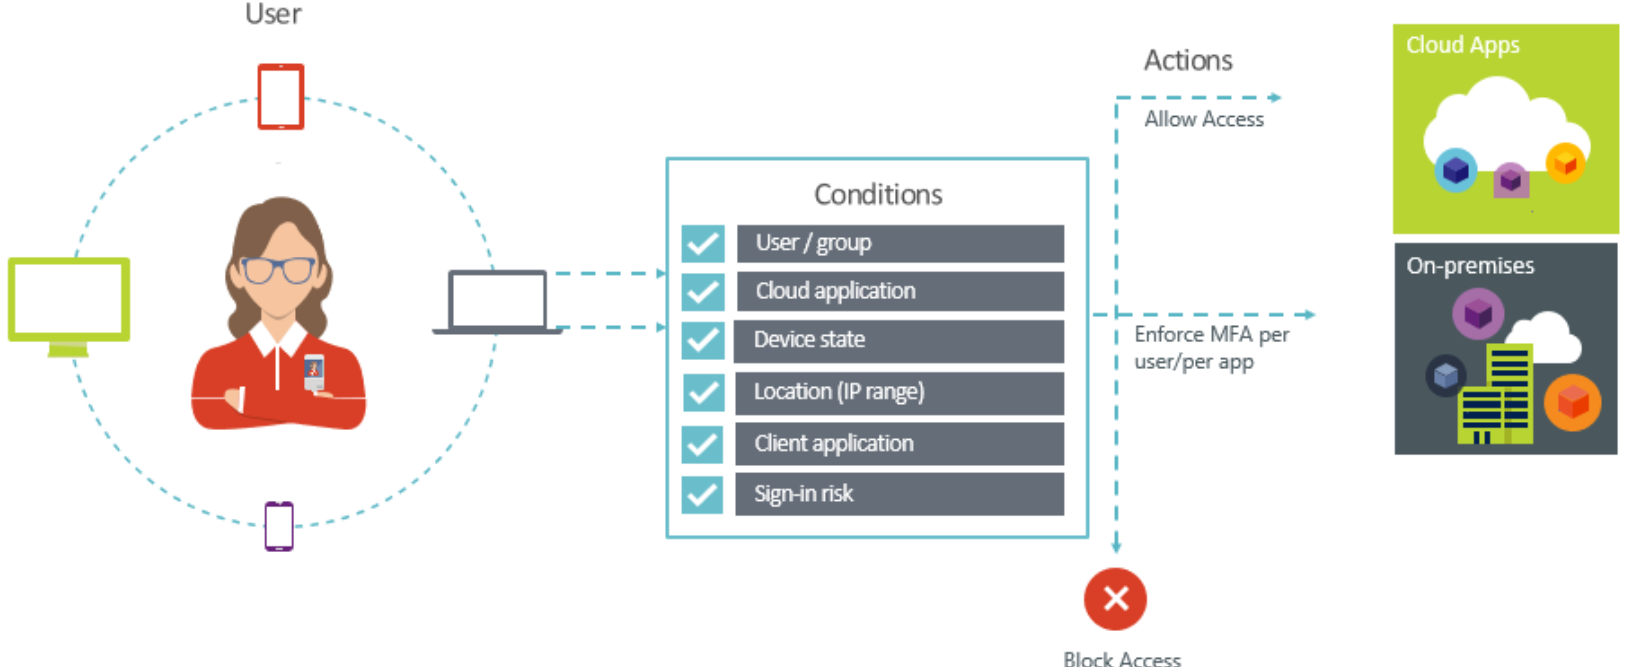 User
Conditions
User / group
Cloud application
Device state
Location (IP range)
Client application
Sign-in risk
Actions
Allow Access
Enforce MFA per
user/per app
Block Access
Cloud Apps
On-premises